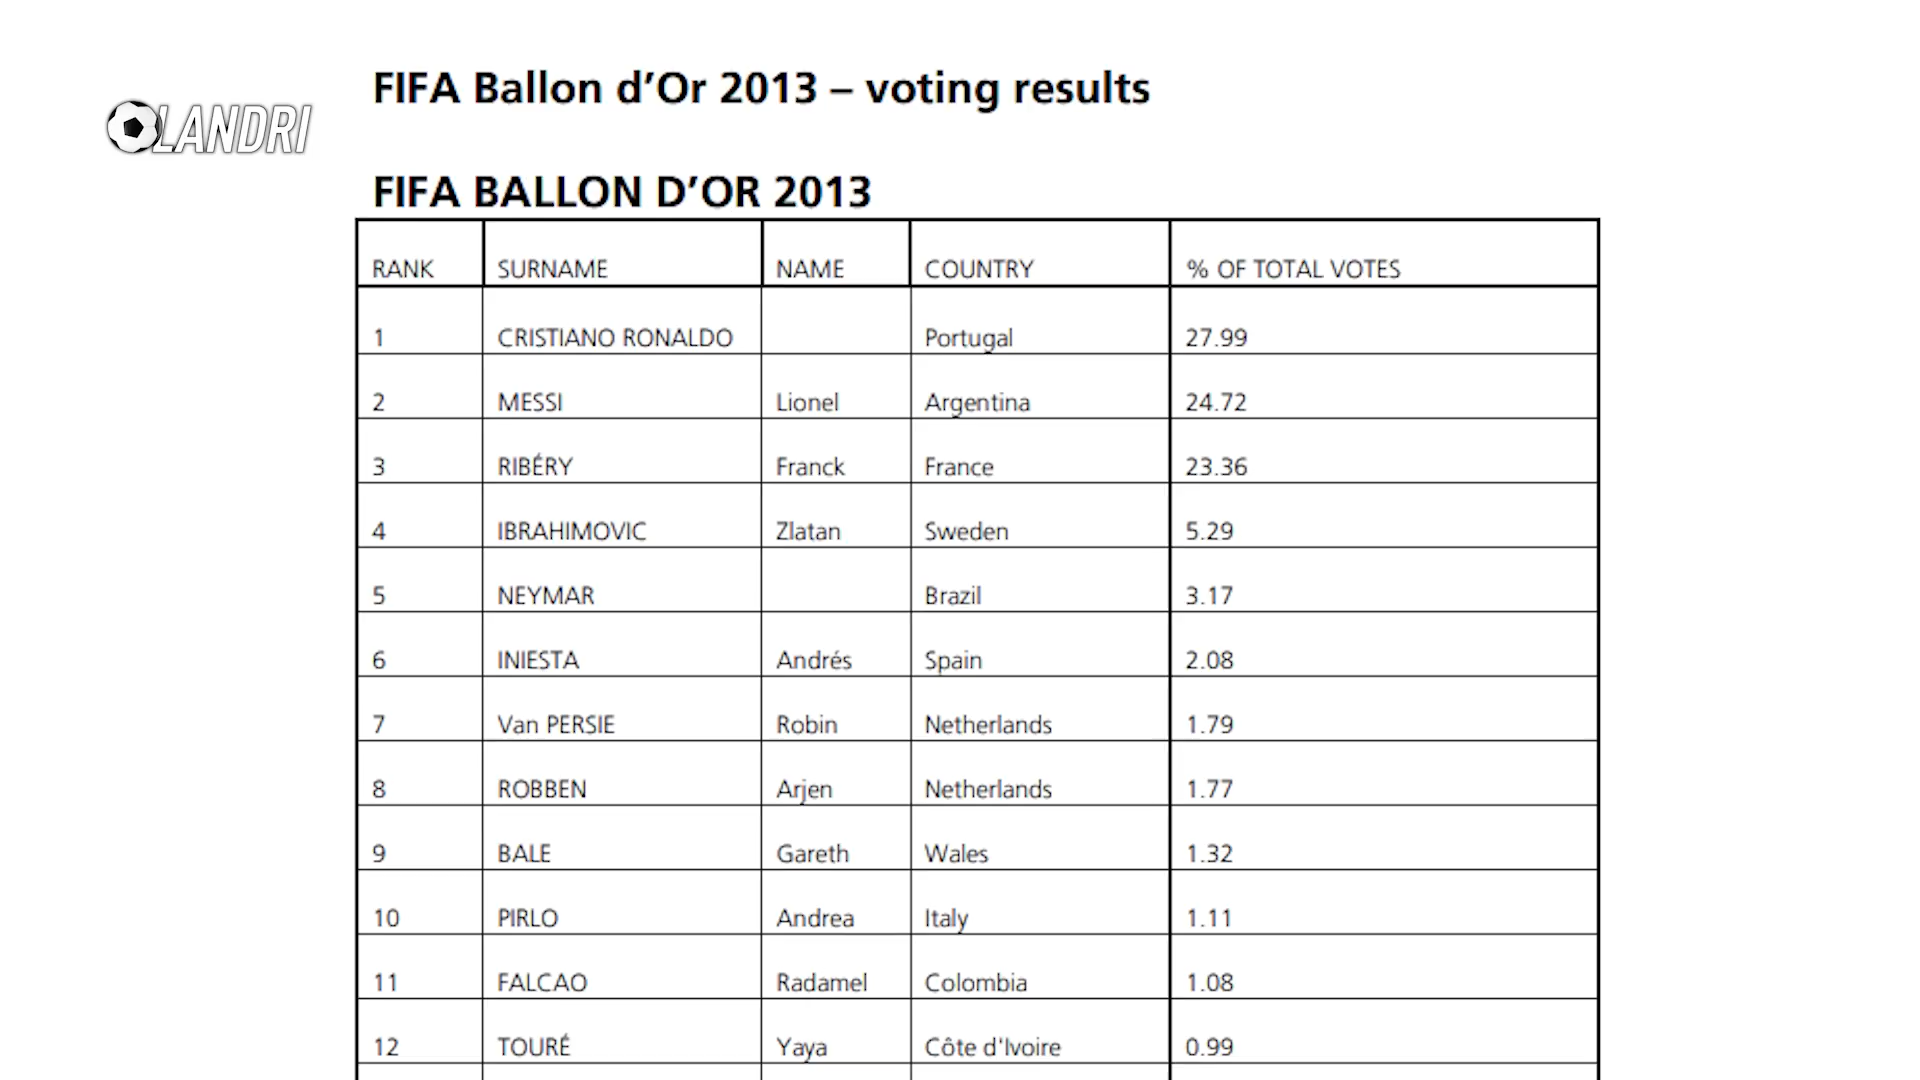 FIFA Ballon d’Or 2013 – voting results
LANDRI
FIFA BALLON D’OR 2013
RANK SURNAME NAME COUNTRY % OF TOTAL VOTES
1 CRISTIANO RONALDO Portugal 27.99
2 MESSI Lionel Argentina 24.72
3 RIBÉRY Franck France 23.36
4 IBRAHIMOVIC Zlatan Sweden 5.29
5 NEYMAR Brazil 3.17
6 INIESTA Andrés Spain 2.08
7 Van PERSIE Robin Netherlands 1.79
8 ROBBEN Arjen Netherlands 1.77
9 BALE Gareth Wales 1.32
10 PIRLO Andrea Italy 1.11
11 FALCAO Radamel Colombia 1.08
12 TOURÉ Yaya Côte d'Ivoire 0.99